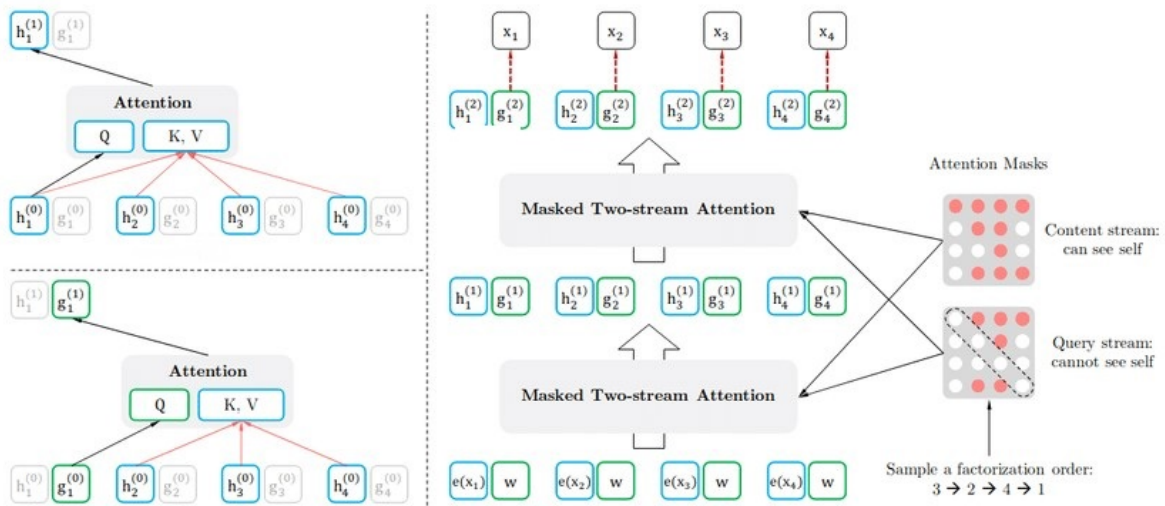 h₁⁽¹⁾ g₁⁽¹⁾
Attention
Q K, V
h₁⁽⁰⁾ g₁⁽⁰⁾ h₂⁽⁰⁾ g₂⁽⁰⁾ h₃⁽⁰⁾ g₃⁽⁰⁾ h₄⁽⁰⁾ g₄⁽⁰⁾
h₁⁽¹⁾ g₁⁽¹⁾
Attention
Q K, V
h₁⁽⁰⁾ g₁⁽⁰⁾ h₂⁽⁰⁾ g₂⁽⁰⁾ h₃⁽⁰⁾ g₃⁽⁰⁾ h₄⁽⁰⁾ g₄⁽⁰⁾
x₁ x₂ x₃ x₄
h₁⁽²⁾ g₁⁽²⁾ h₂⁽²⁾ g₂⁽²⁾ h₃⁽²⁾ g₃⁽²⁾ h₄⁽²⁾ g₄⁽²⁾
Masked Two-stream Attention
h₁⁽¹⁾ g₁⁽¹⁾ h₂⁽¹⁾ g₂⁽¹⁾ h₃⁽¹⁾ g₃⁽¹⁾ h₄⁽¹⁾ g₄⁽¹⁾
Masked Two-stream Attention
e(x₁) w e(x₂) w e(x₃) w e(x₄) w
Attention Masks
Content stream:
can see self
Query stream:
cannot see self
Sample a factorization order:
3 → 2 → 4 → 1